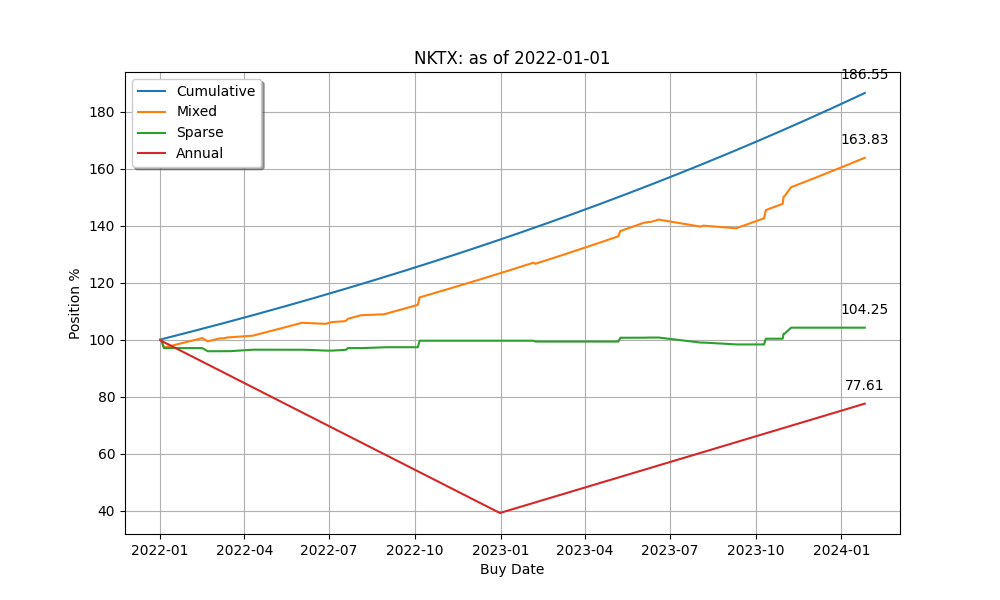 NKTX: as of 2022-01-01
186.55
Cumulative
Mixed
Sparse
Annual
163.83
104.25
77.61
Position %
180
160
140
120
100
80
60
40
2022-01 2022-04 2022-07 2022-10 2023-01 2023-04 2023-07 2023-10 2024-01
Buy Date